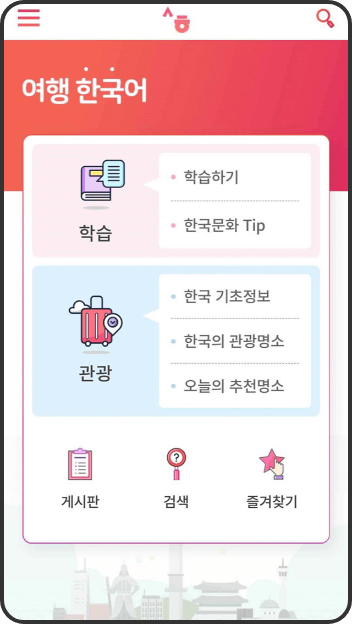 여행 한국어
학습하기
한국문화 Tip
학습
한국 기초정보
한국의 관광명소
오늘의 추천명소
관광
게시판
검색
즐겨찾기